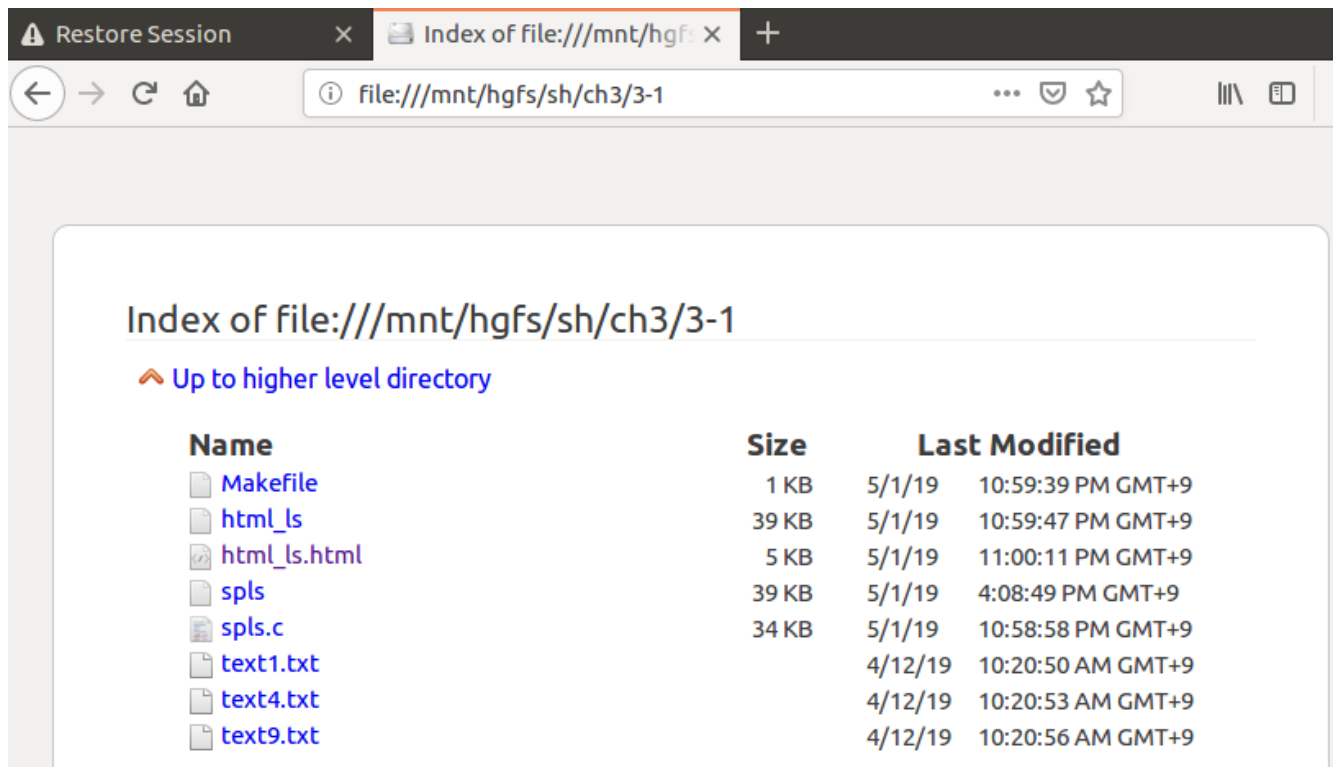 Restore Session
Index of file:///mnt/hgfs
file:///mnt/hgfs/sh/ch3/3-1
Index of file:///mnt/hgfs/sh/ch3/3-1
Up to higher level directory
Name Size Last Modified
Makefile 1 KB 5/1/19 10:59:39 PM GMT+9
html_ls 39 KB 5/1/19 10:59:47 PM GMT+9
html_ls.html 5 KB 5/1/19 11:00:11 PM GMT+9
spls 39 KB 5/1/19 4:08:49 PM GMT+9
spls.c 34 KB 5/1/19 10:58:58 PM GMT+9
text1.txt 4/12/19 10:20:50 AM GMT+9
text4.txt 4/12/19 10:20:53 AM GMT+9
text9.txt 4/12/19 10:20:56 AM GMT+9